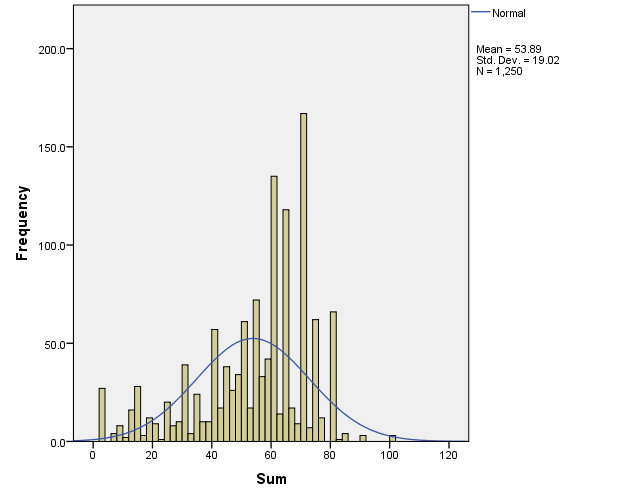 Normal
Mean = 53.89
Std. Dev. = 19.02
N = 1,250
200.0
150.0
100.0
50.0
0.0
Frequency
0 20 40 60 80 100 120
Sum